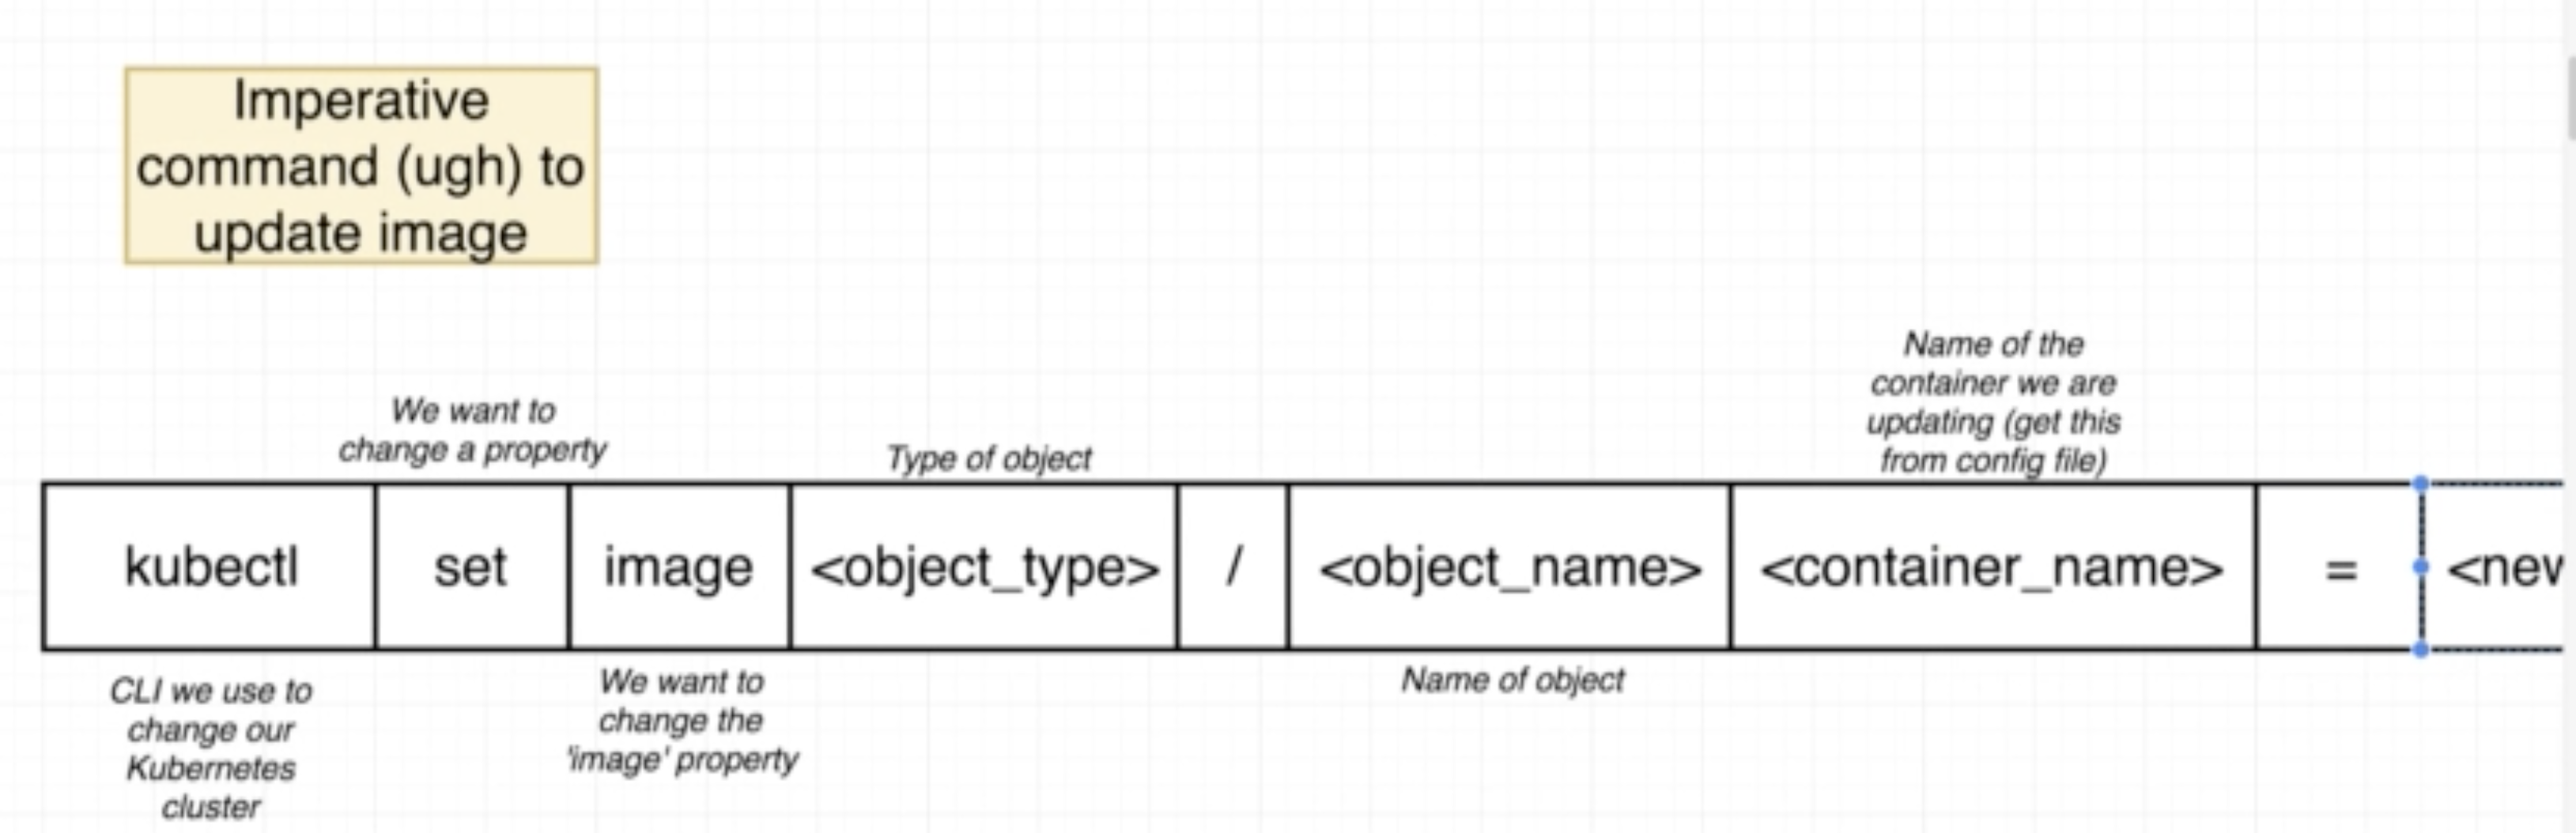 Imperative
command (ugh) to
update image
We want to
change a property
Type of object
Name of the
container we are
updating (get this
from config file)
kubectl set image <object_type> / <object_name> <container_name> = <new
CLI we use to
change our
Kubernetes
cluster
We want to
change the
'image' property
Name of object